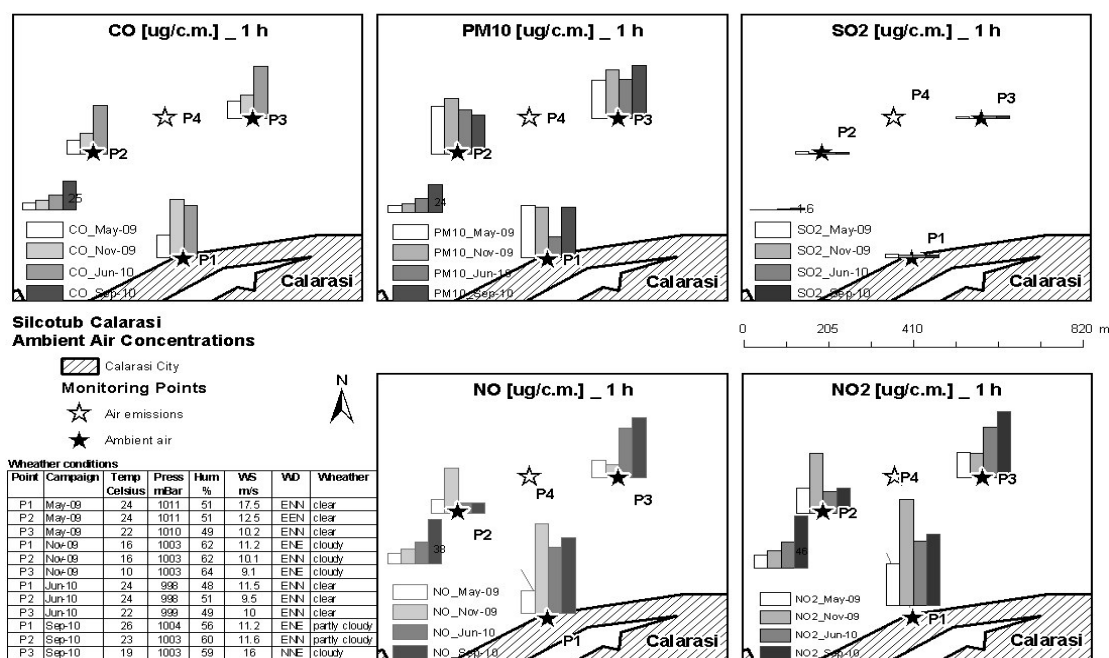 CO [ug/c.m.] _ 1 h
P4
P3
P2
25
CO_May-09
CO_Nov-09
CO_Jun-10
CO_Sep-10
P1
Calarasi
PM10 [ug/c.m.] _ 1 h
P4
P3
P2
24
PM10_May-09
PM10_Nov-09
PM10_Jun-10
PM10_Sep-10
P1
Calarasi
SO2 [ug/c.m.] _ 1 h
P4
P3
P2
1.6
SO2_May-09
SO2_Nov-09
SO2_Jun-10
SO2_Sep-10
P1
Calarasi
Silcotub Calarasi
Ambient Air Concentrations
Calarasi City
Monitoring Points
Air emissions
Ambient air
N
0 205 410 820 m
Wheather conditions
Point Campaign Temp Celsius Press mBar Hum % WS m/s WD Wheather
P1 May-09 24 1011 51 17.5 ENN clear
P2 May-09 24 1011 51 12.5 EEN clear
P3 May-09 22 1010 49 10.2 ENN clear
P1 Nov-09 16 1003 62 11.2 ENE cloudy
P2 Nov-09 16 1003 62 10.1 ENN cloudy
P3 Nov-09 10 1003 64 9.1 ENE cloudy
P1 Jun-10 24 998 48 11.5 ENN clear
P2 Jun-10 24 998 51 9.5 ENN clear
P3 Jun-10 22 999 49 10 ENN clear
P1 Sep-10 26 1004 56 11.2 ENE partly cloudy
P2 Sep-10 23 1003 60 11.6 ENN partly cloudy
P3 Sep-10 19 1003 59 16 NNE cloudy
NO [ug/c.m.] _ 1 h
P4
P3
P2
38
NO_May-09
NO_Nov-09
NO_Jun-10
NO_Sep-10
P1
Calarasi
NO2 [ug/c.m.] _ 1 h
P4
P3
P2
46
NO2_May-09
NO2_Nov-09
NO2_Jun-10
NO2_Sep-10
P1
Calarasi